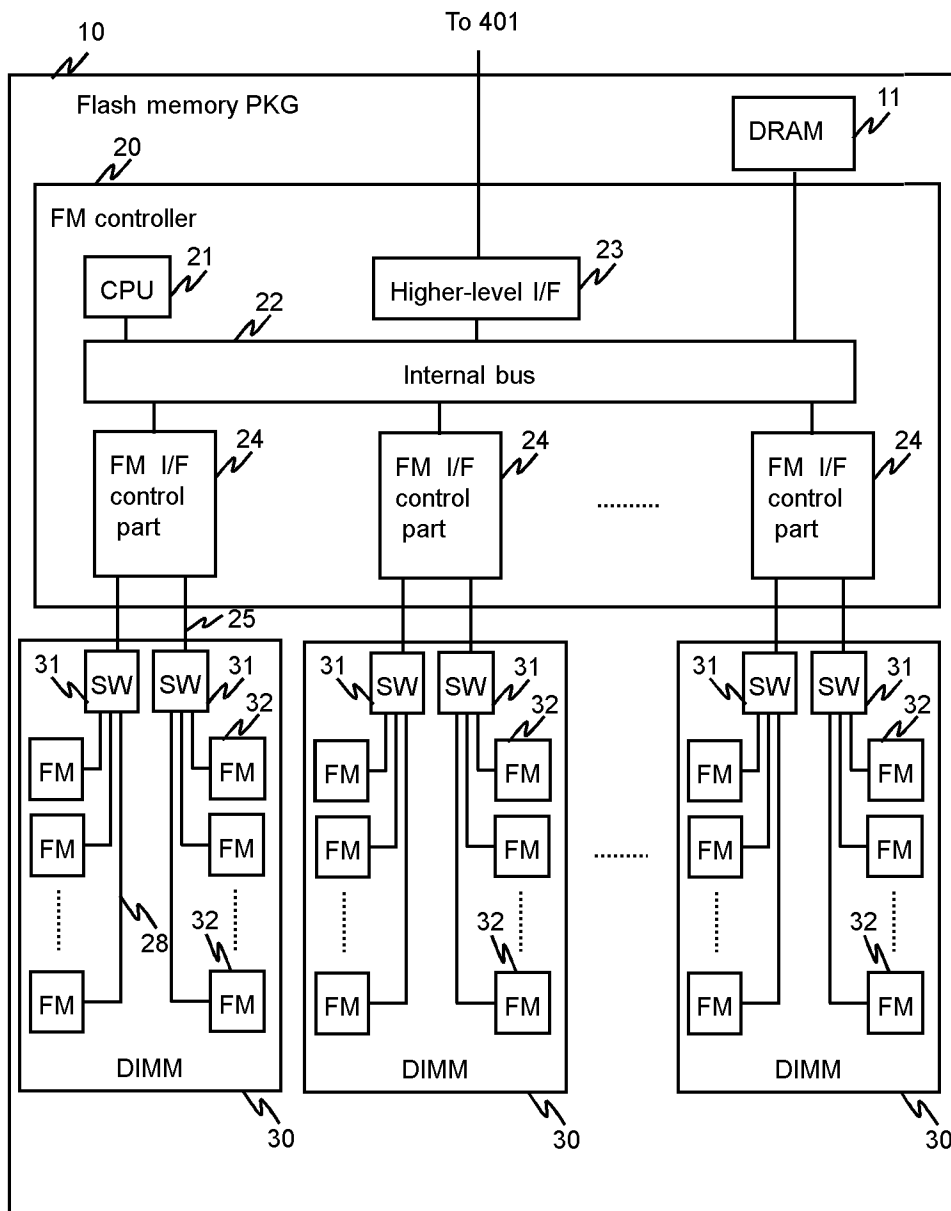 To 401
10
Flash memory PKG
11
DRAM
20
FM controller
21
CPU
23
Higher-level I/F
22
Internal bus
24
FM I/F
control
part
24
FM I/F
control
part
..........
24
FM I/F
control
part
25
31
SW
SW
31
32
FM
FM
FM
FM
28
32
FM
FM
DIMM
30
31
SW
SW
31
32
FM
FM
FM
FM
32
FM
FM
DIMM
30
..........
31
SW
SW
31
32
FM
FM
FM
FM
32
FM
FM
DIMM
30